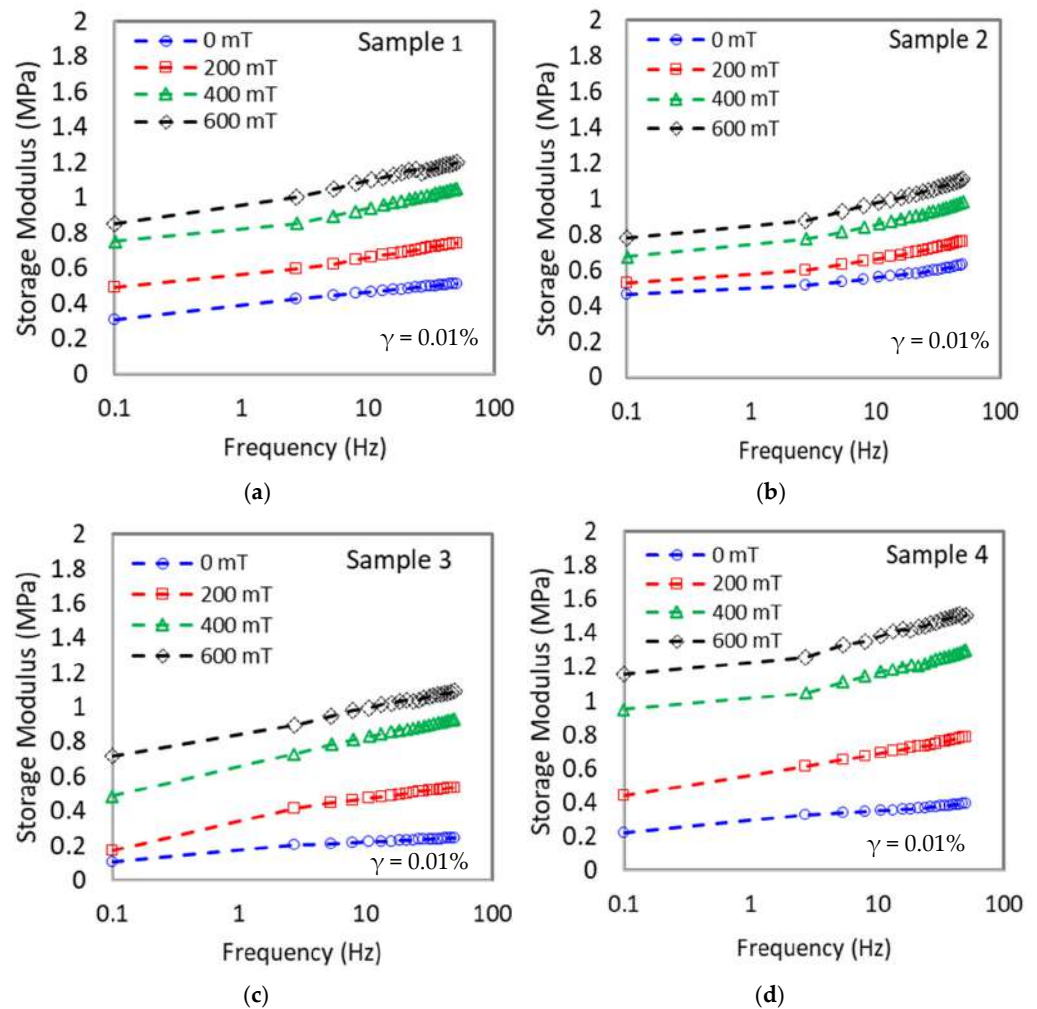 Sample 1
0 mT
200 mT
400 mT
600 mT
Storage Modulus (MPa)
2
1.8
1.6
1.4
1.2
1
0.8
0.6
0.4
0.2
0
γ = 0.01%
0.1 1 10 100
Frequency (Hz)
(a)
Sample 2
0 mT
200 mT
400 mT
600 mT
Storage Modulus (MPa)
2
1.8
1.6
1.4
1.2
1
0.8
0.6
0.4
0.2
0
γ = 0.01%
0.1 1 10 100
Frequency (Hz)
(b)
Sample 3
0 mT
200 mT
400 mT
600 mT
Storage Modulus (MPa)
2
1.8
1.6
1.4
1.2
1
0.8
0.6
0.4
0.2
0
γ = 0.01%
0.1 1 10 100
Frequency (Hz)
(c)
Sample 4
0 mT
200 mT
400 mT
600 mT
Storage Modulus (MPa)
2
1.8
1.6
1.4
1.2
1
0.8
0.6
0.4
0.2
0
γ = 0.01%
0.1 1 10 100
Frequency (Hz)
(d)